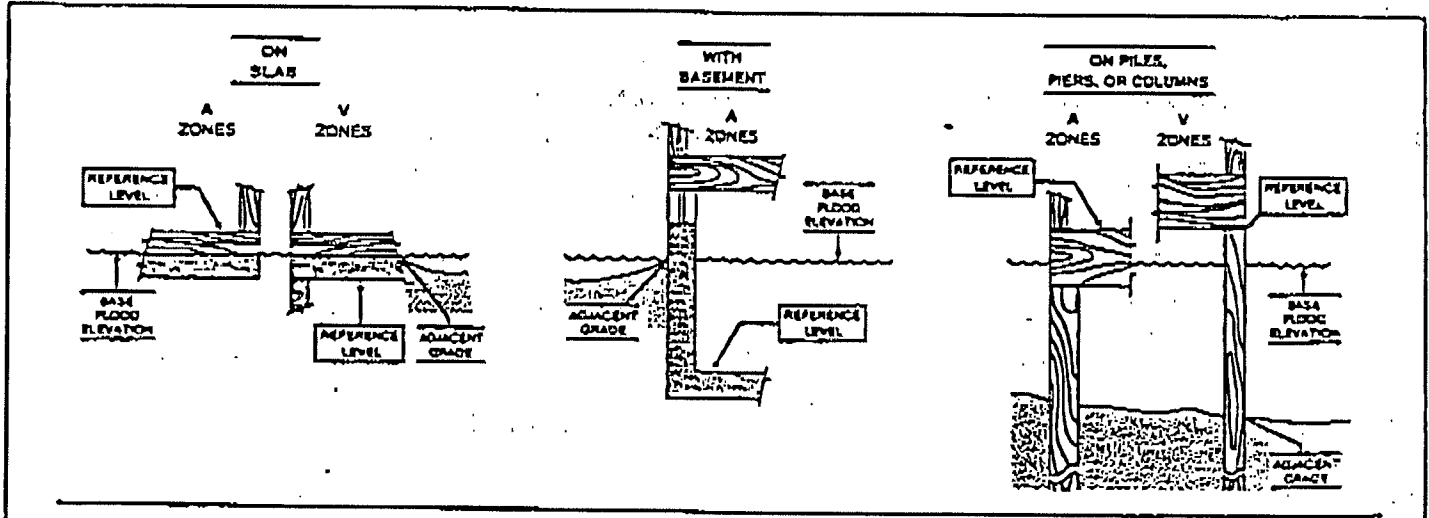 ON
SLAB
A
ZONES
V
ZONES
REFERENCE
LEVEL
BASE
FLOOD
ELEVATION
REFERENCE
LEVEL
ADJACENT
GRADE
WITH
BASEMENT
A
ZONES
BASE
FLOOD
ELEVATION
ADJACENT
GRADE
REFERENCE
LEVEL
ON PILES,
PIERS, OR COLUMNS
A
ZONES
V
ZONES
REFERENCE
LEVEL
REFERENCE
LEVEL
BASE
FLOOD
ELEVATION
ADJACENT
GRADE